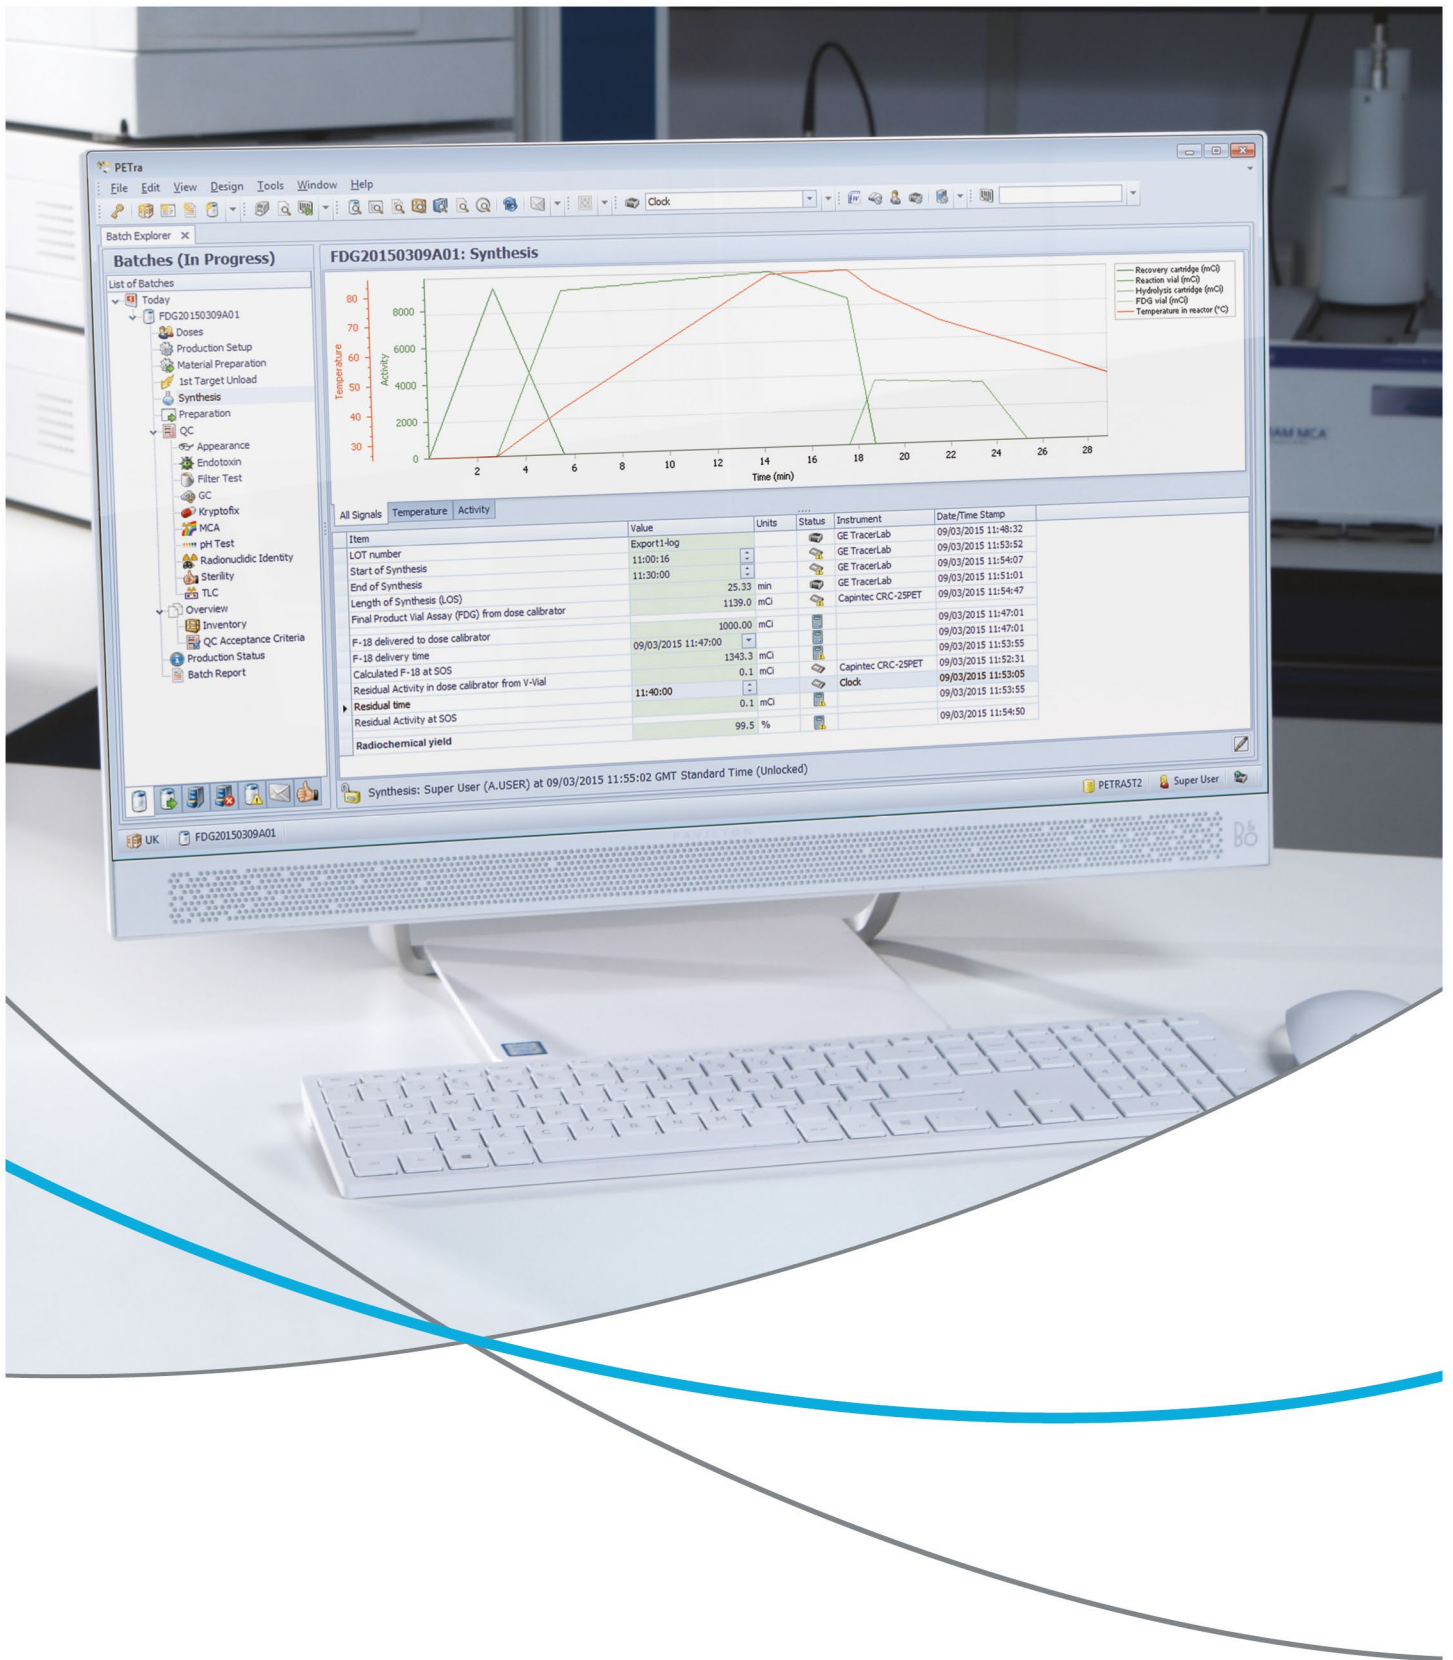 PETra
File Edit View Design Tools Window Help
Clock
Batch Explorer
Batches (In Progress)
List of Batches
Today
FDG20150309A01
Doses
Production Setup
Material Preparation
1st Target Unload
Synthesis
Preparation
QC
Appearance
Endotoxin
Filter Test
GC
Kryptofix
MCA
pH Test
Radionuclidic Identity
Sterility
TLC
Overview
Inventory
QC Acceptance Criteria
Production Status
Batch Report
FDG20150309A01: Synthesis
Temperature
80
70
60
50
40
30
Activity
8000
6000
4000
2000
0
2 4 6 8 10 12 14 16 18 20 22 24 26 28
Time (min)
Recovery cartridge (mCi)
Reaction vial (mCi)
Hydrolysis cartridge (mCi)
FDG vial (mCi)
Temperature in reactor (°C)
All Signals Temperature Activity
Item Value Units Status Instrument Date/Time Stamp
LOT number Export1-log GE TracerLab 09/03/2015 11:48:32
Start of Synthesis 11:00:16 GE TracerLab 09/03/2015 11:53:52
End of Synthesis 11:30:00 GE TracerLab 09/03/2015 11:54:07
Length of Synthesis (LOS) 25.33 min GE TracerLab 09/03/2015 11:51:01
Final Product Vial Assay (FDG) from dose calibrator 1139.0 mCi Capintec CRC-25PET 09/03/2015 11:54:47
F-18 delivered to dose calibrator 1000.00 mCi 09/03/2015 11:47:01
F-18 delivery time 09/03/2015 11:47:00 09/03/2015 11:47:01
Calculated F-18 at SOS 1343.3 mCi 09/03/2015 11:53:55
Residual Activity in dose calibrator from V-Vial 0.1 mCi Capintec CRC-25PET 09/03/2015 11:52:31
Residual time 11:40:00 Clock 09/03/2015 11:53:05
Residual Activity at SOS 0.1 mCi 09/03/2015 11:53:55
Radiochemical yield 99.5 % 09/03/2015 11:54:50
Synthesis: Super User (A.USER) at 09/03/2015 11:55:02 GMT Standard Time (Unlocked)
PETRA5T2 Super User
UK FDG20150309A01
PAVILION
B&O